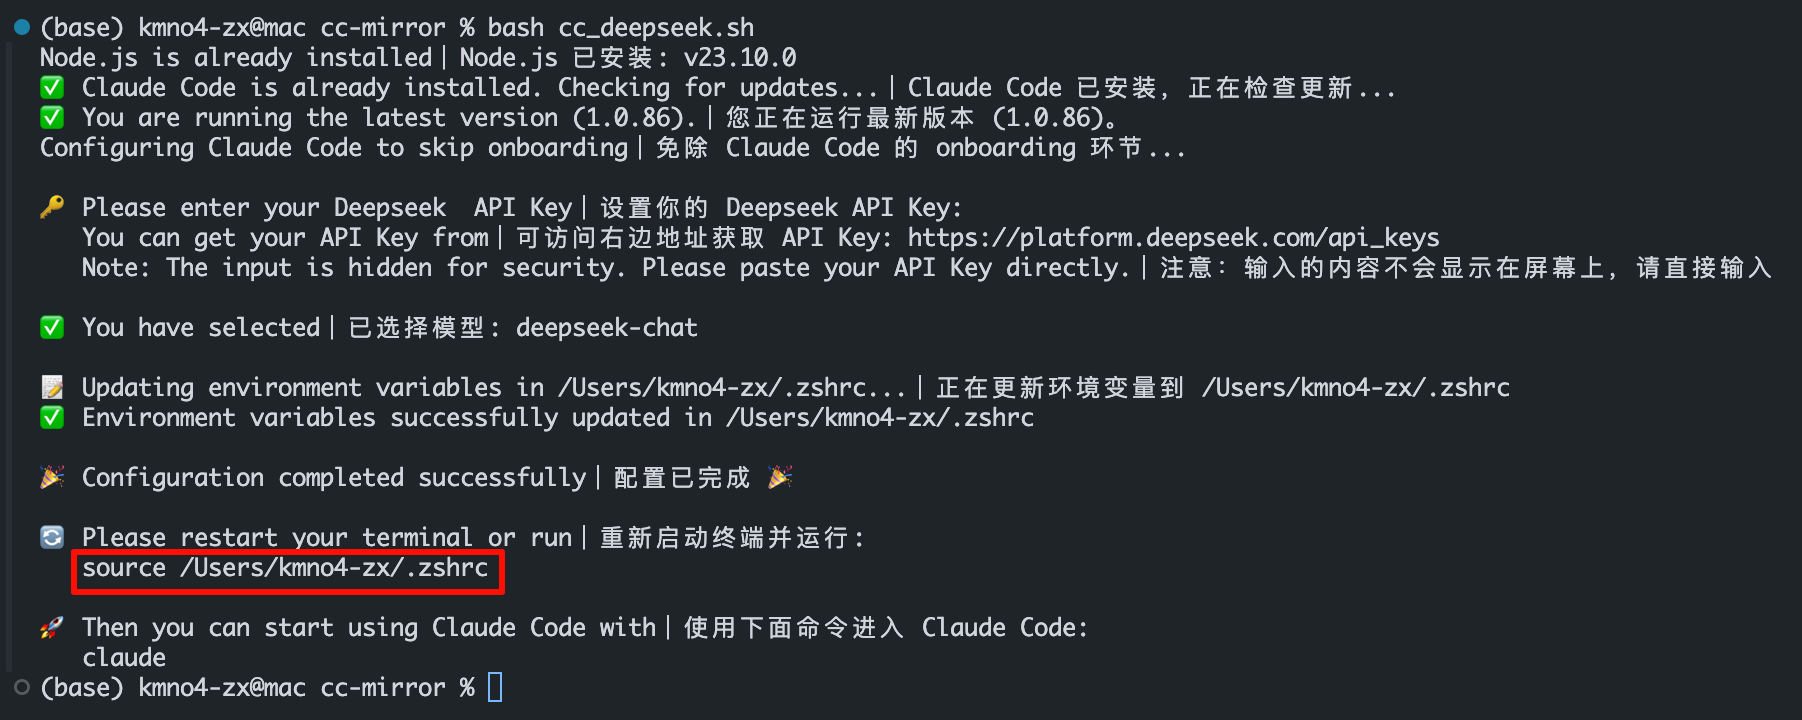 (base) kmno4-zx@mac cc-mirror % bash cc_deepseek.sh
Node.js is already installed｜Node.js 已安装: v23.10.0
✅ Claude Code is already installed. Checking for updates...｜Claude Code 已安装, 正在检查更新...
✅ You are running the latest version (1.0.86).｜您正在运行最新版本 (1.0.86)。
Configuring Claude Code to skip onboarding｜免除 Claude Code 的 onboarding 环节...
🔑 Please enter your Deepseek  API Key｜设置你的 Deepseek API Key:
You can get your API Key from｜可访问右边地址获取 API Key: https://platform.deepseek.com/api_keys
Note: The input is hidden for security. Please paste your API Key directly.｜注意: 输入的内容不会显示在屏幕上, 请直接输入
✅ You have selected｜已选择模型: deepseek-chat
📝 Updating environment variables in /Users/kmno4-zx/.zshrc...｜正在更新环境变量到 /Users/kmno4-zx/.zshrc
✅ Environment variables successfully updated in /Users/kmno4-zx/.zshrc
🎉 Configuration completed successfully｜配置已完成 🎉
🔄 Please restart your terminal or run｜重新启动终端并运行:
source /Users/kmno4-zx/.zshrc
🚀 Then you can start using Claude Code with｜使用下面命令进入 Claude Code:
claude
(base) kmno4-zx@mac cc-mirror %